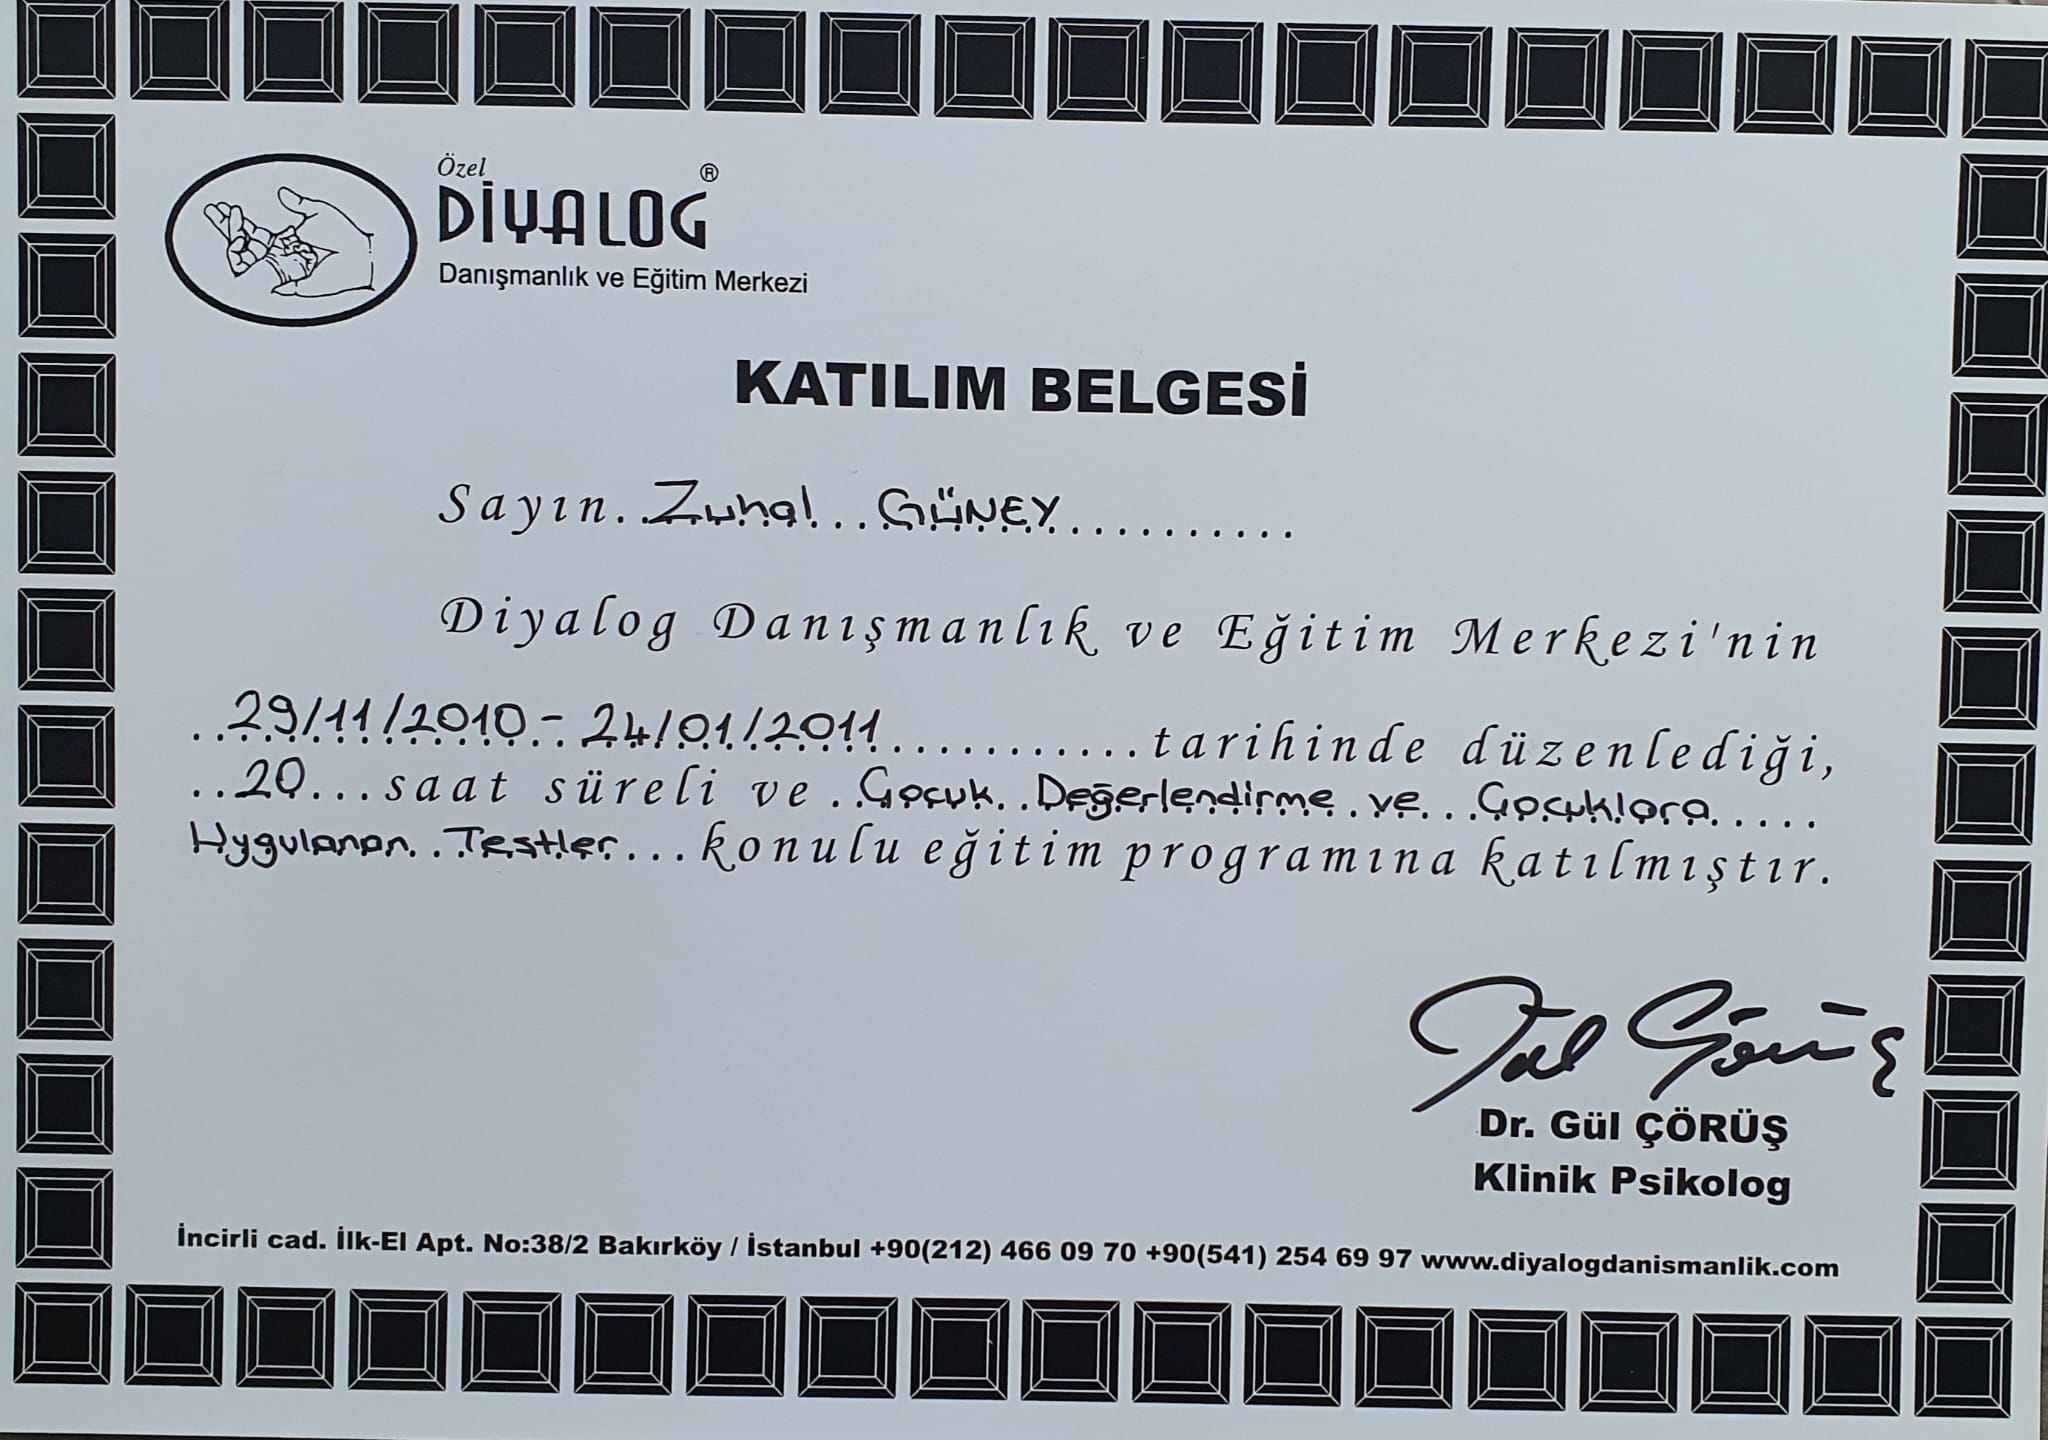 Özel
DİYALOG ®
Danışmanlık ve Eğitim Merkezi
KATILIM BELGESİ
Sayın. Zuhal GÜNEY
Diyalog Danışmanlık ve Eğitim Merkezi'nin
29/11/2010 - 24/01/2011 tarihinde düzenlediği,
20 saat süreli ve Çocuk Değerlendirme ve Çocuklara
Uygulanan Testler konulu eğitim programına katılmıştır.
Gül Çörüş
Dr. Gül ÇÖRÜŞ
Klinik Psikolog
İncirli cad. İlk-El Apt. No:38/2 Bakırköy / İstanbul +90(212) 466 09 70 +90(541) 254 69 97 www.diyalogdanismanlik.com